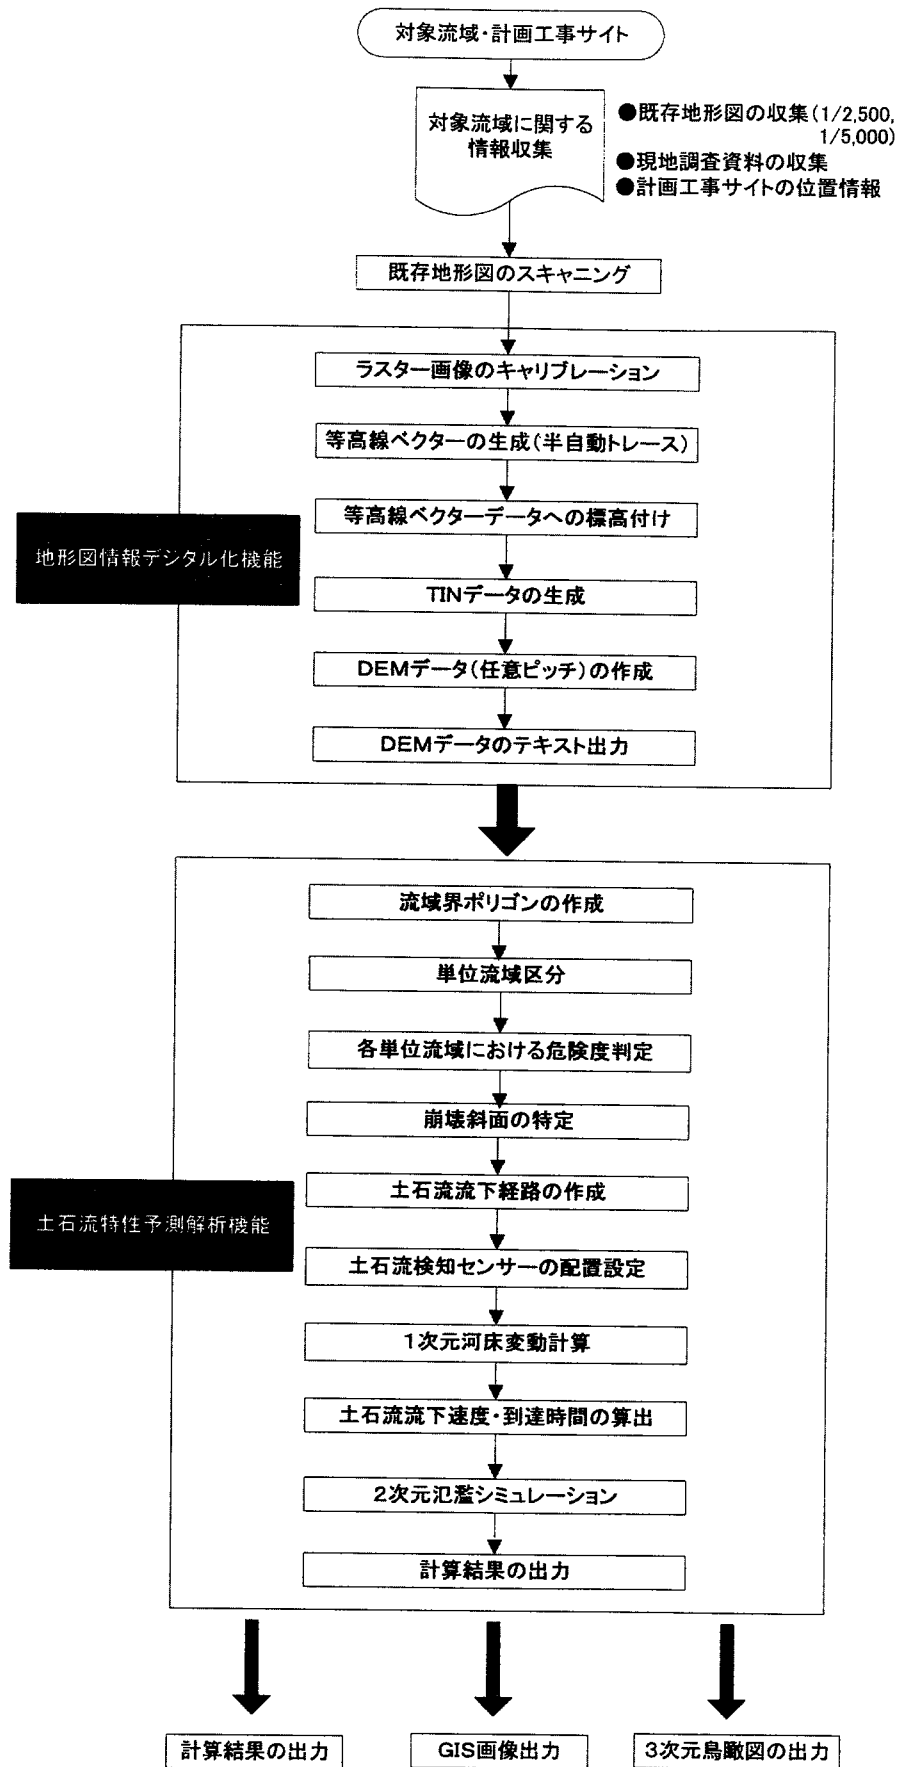 対象流域・計画工事サイト
対象流域に関する
情報収集
●既存地形図の収集(1/2,500,
1/5,000)
●現地調査資料の収集
●計画工事サイトの位置情報
既存地形図のスキャニング
ラスター画像のキャリブレーション
等高線ベクターの生成(半自動トレース)
等高線ベクターデータへの標高付け
地形図情報デジタル化機能
TINデータの生成
DEMデータ(任意ピッチ)の作成
DEMデータのテキスト出力
流域界ポリゴンの作成
単位流域区分
各単位流域における危険度判定
崩壊斜面の特定
土石流流下経路の作成
土石流特性予測解析機能
土石流検知センサーの配置設定
1次元河床変動計算
土石流流下速度・到達時間の算出
2次元氾濫シミュレーション
計算結果の出力
計算結果の出力
GIS画像出力
3次元鳥瞰図の出力